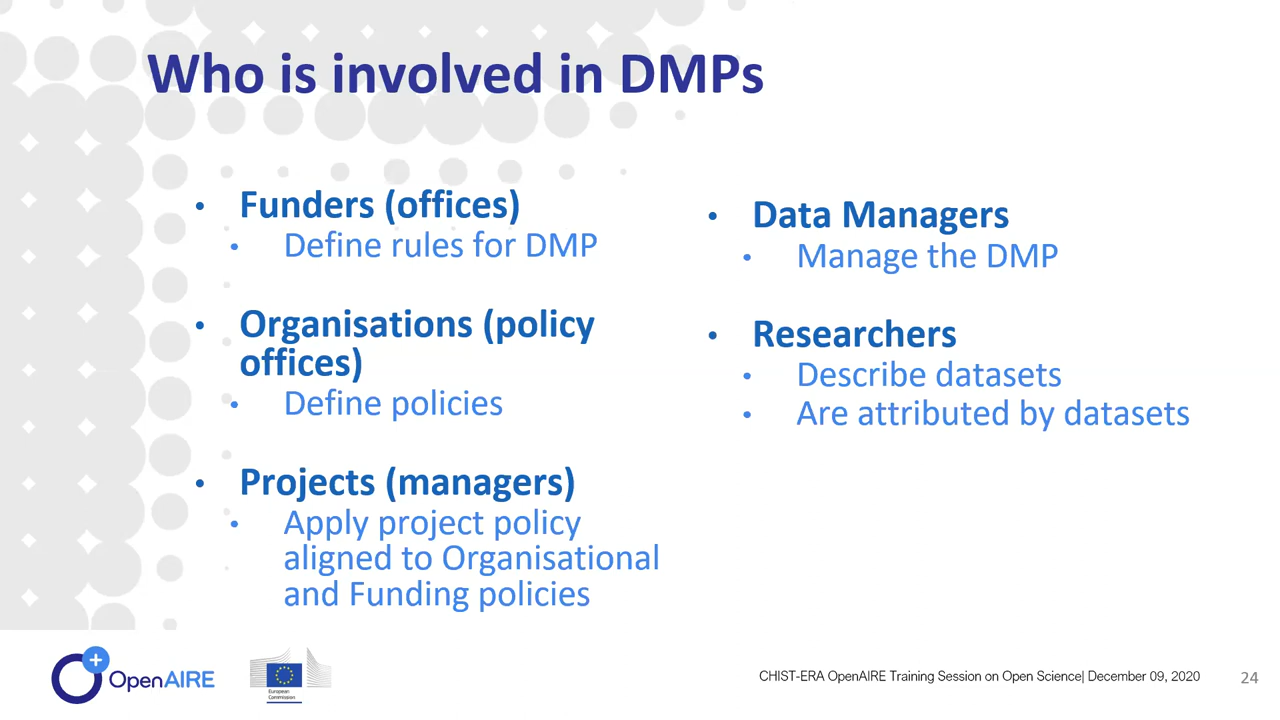 Who is involved in DMPs
• Funders (offices)
• Define rules for DMP
• Organisations (policy
offices)
• Define policies
• Projects (managers)
• Apply project policy
aligned to Organisational
and Funding policies
• Data Managers
• Manage the DMP
• Researchers
• Describe datasets
• Are attributed by datasets
+
OpenAIRE
European
Commission
CHIST-ERA OpenAIRE Training Session on Open Science| December 09, 2020
24